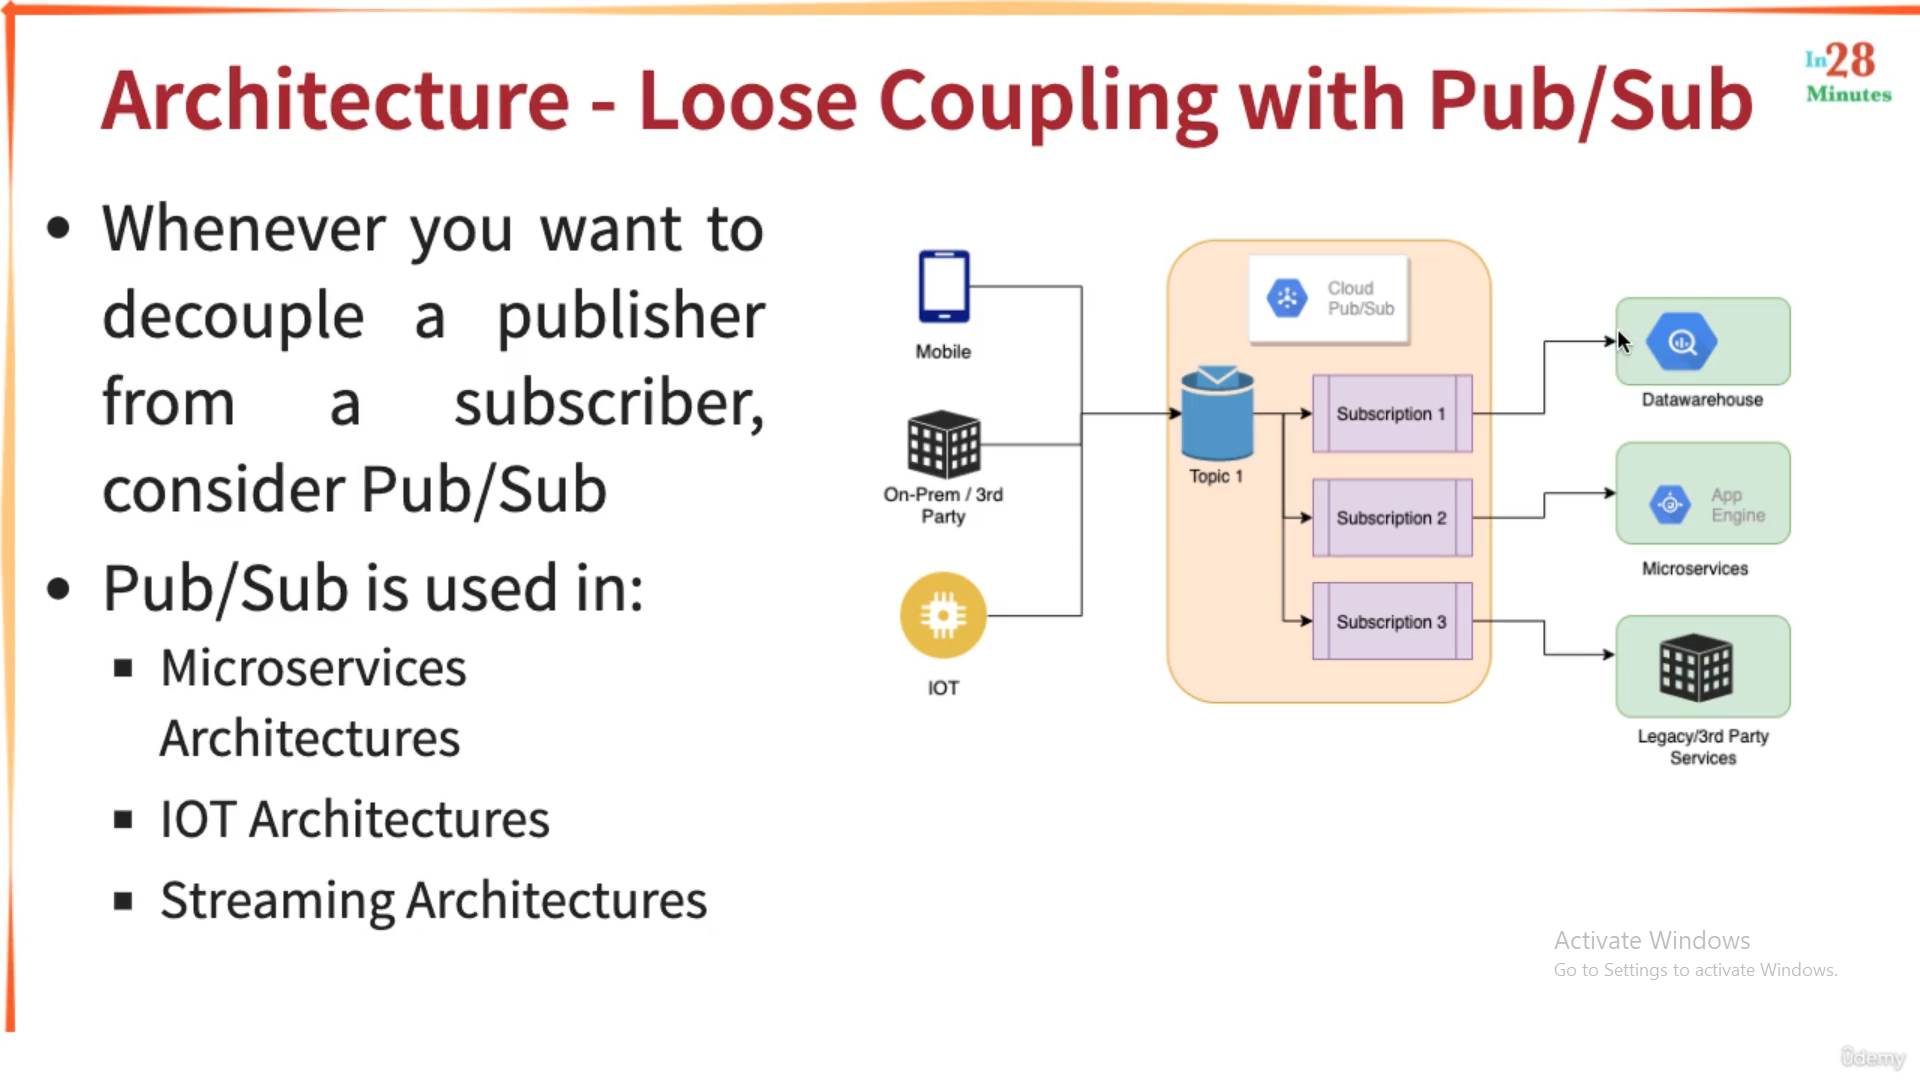 Architecture - Loose Coupling with Pub/Sub
In28
Minutes
• Whenever you want to
decouple a publisher
from a subscriber,
consider Pub/Sub
• Pub/Sub is used in:
▪ Microservices
Architectures
▪ IOT Architectures
▪ Streaming Architectures
Mobile
On-Prem / 3rd
Party
IOT
Cloud
Pub/Sub
Topic 1
Subscription 1
Subscription 2
Subscription 3
Datawarehouse
App
Engine
Microservices
Legacy/3rd Party
Services
Activate Windows
Go to Settings to activate Windows.
ûdemy